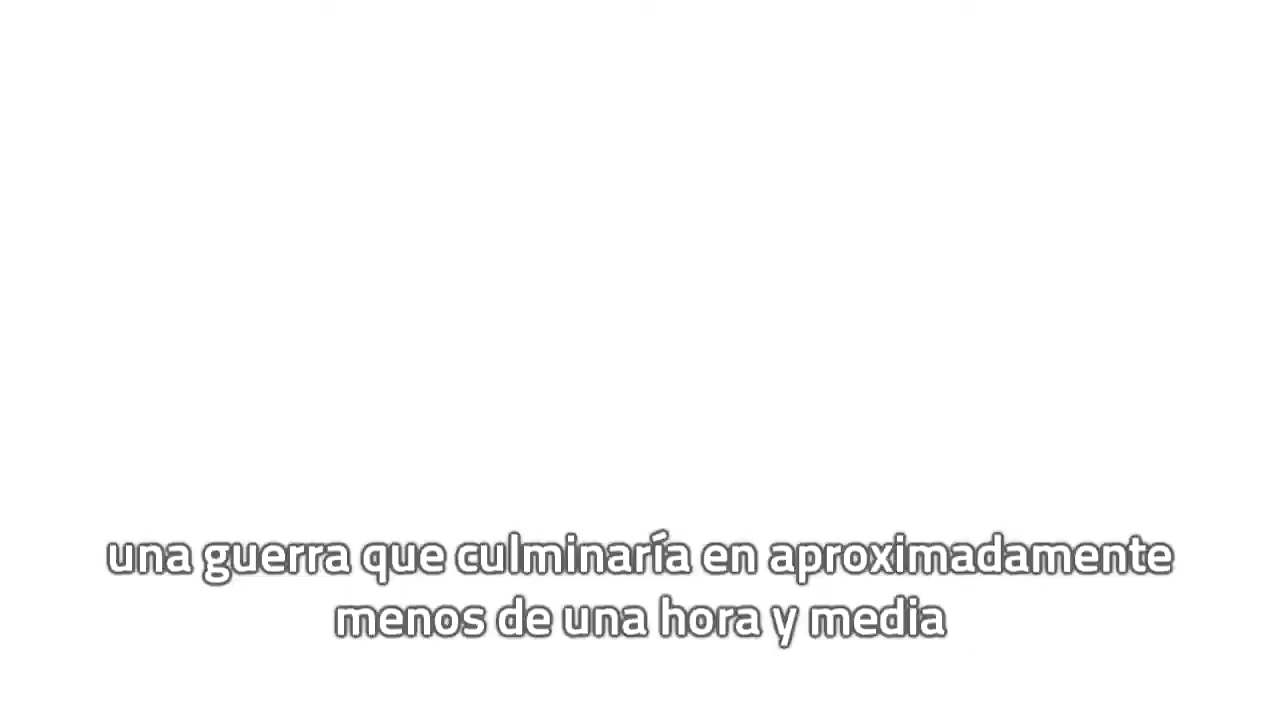 una guerra que culminaría en aproximadamente
menos de una hora y media